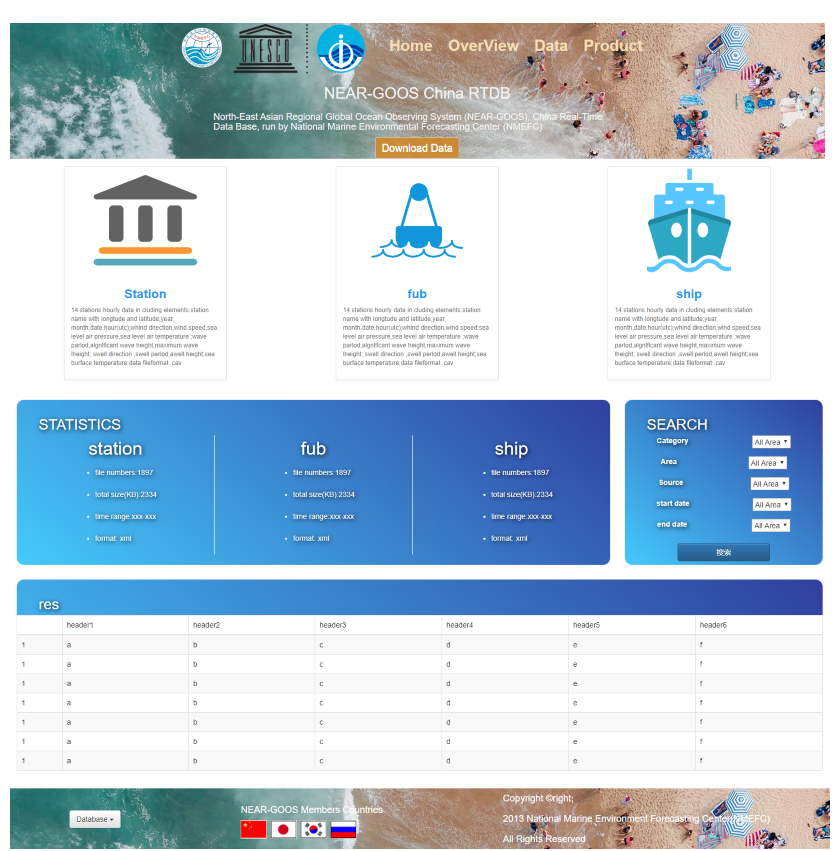 UNESCO
Home OverView Data Product
NEAR-GOOS China RTDB
North-East Asian Regional Global Ocean Observing System (NEAR-GOOS), China Real-Time
Data Base, run by National Marine Environmental Forecasting Center (NMEFC)
Download Data
Station
14 stations hourly data in cluding elements:station
name with longtude and latitude;year,
month,date,hour(utc);whind direction,wind speed;sea
level air pressure,sea level air temperature ;wave
parlod,algnificant wave height,maximum wave
lheight; swell direction ,swell perlod,awell height;sea
burface temperature;data fileformat .cav
fub
14 stations hourly data in cluding elements:station
name with longtude and latitude;year,
month,date,hour(utc);whind direction,wind speed;sea
level air pressure,sea level air temperature ;wave
parlod,algnificant wave height,maximum wave
lheight; swell direction ,swell perlod,awell height;sea
burface temperature;data fileformat .cav
ship
14 stations hourly data in cluding elements:station
name with longtude and latitude;year,
month,date,hour(utc);whind direction,wind speed;sea
level air pressure,sea level air temperature ;wave
parlod,algnificant wave height,maximum wave
lheight; swell direction ,swell perlod,awell height;sea
burface temperature;data fileformat .cav
STATISTICS
station
file numbers:1897
total size(KB):2334
time range:xxx-xxx
format: xml
fub
file numbers:1897
total size(KB):2334
time range:xxx-xxx
format: xml
ship
file numbers:1897
total size(KB):2334
time range:xxx-xxx
format: xml
SEARCH
Category All Area
Area All Area
Source All Area
start date All Area
end date All Area
搜索
res
header1 header2 header3 header4 header5 header6
1 a b c d e f
1 a b c d e f
1 a b c d e f
1 a b c d e f
1 a b c d e f
1 a b c d e f
1 a b c d e f
Database
NEAR-GOOS Members Countries
Copyright ©right;
2013 National Marine Environment Forecasting Center(NMEFC)
All Rights Reserved